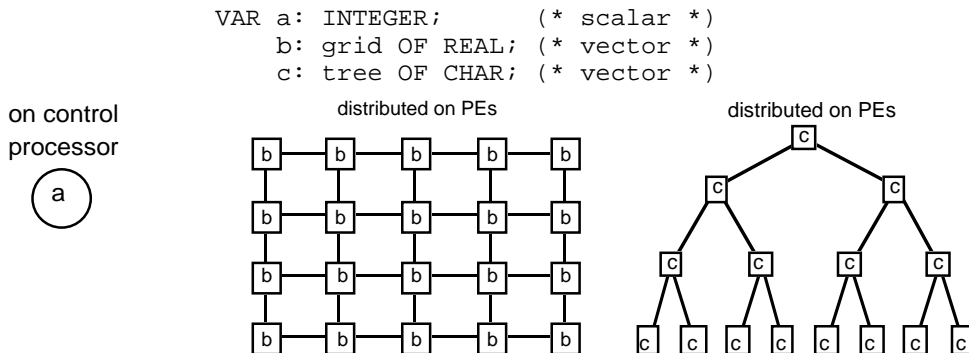 VAR a: INTEGER; (* scalar *)
b: grid OF REAL; (* vector *)
c: tree OF CHAR; (* vector *)
on control
processor
a
distributed on PEs
b b b b b
b b b b b
b b b b b
b b b b b
distributed on PEs
c
c c
c c c c
c c c c c c c c